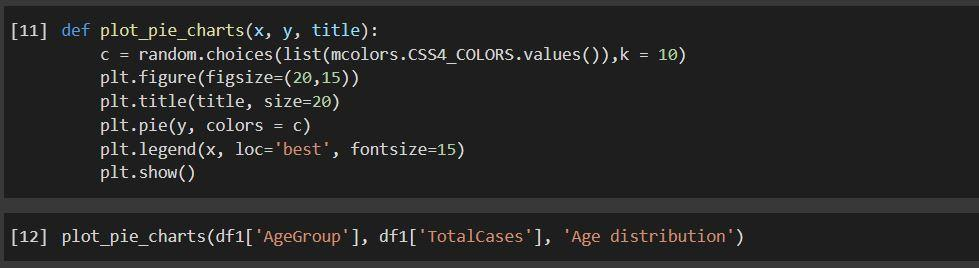 [11] def plot_pie_charts(x, y, title):
c = random.choices(list(mcolors.CSS4_COLORS.values()),k = 10)
plt.figure(figsize=(20,15))
plt.title(title, size=20)
plt.pie(y, colors = c)
plt.legend(x, loc='best', fontsize=15)
plt.show()
[12] plot_pie_charts(df1['AgeGroup'], df1['TotalCases'], 'Age distribution')